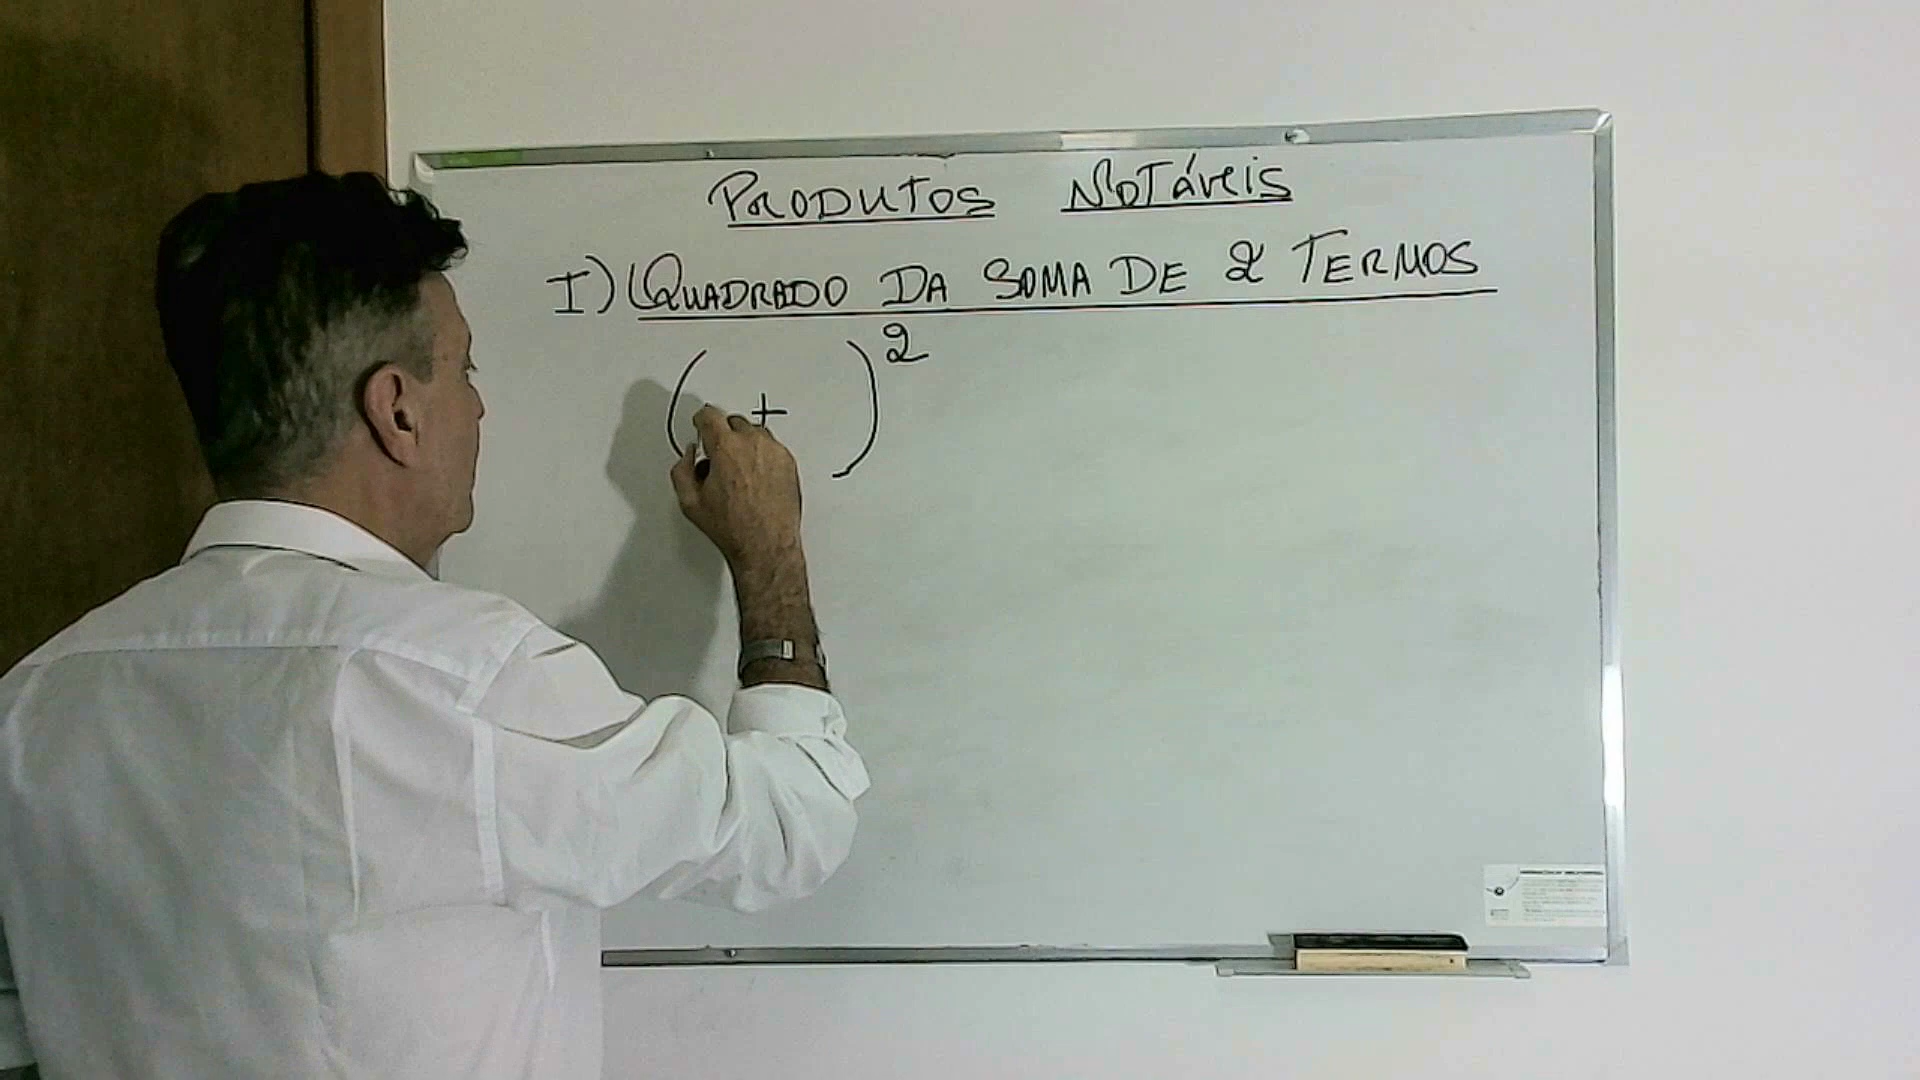 PRODUTOS NOTÁVEIS
I) QUADRADO DA SOMA DE 2 TERMOS
( + )²